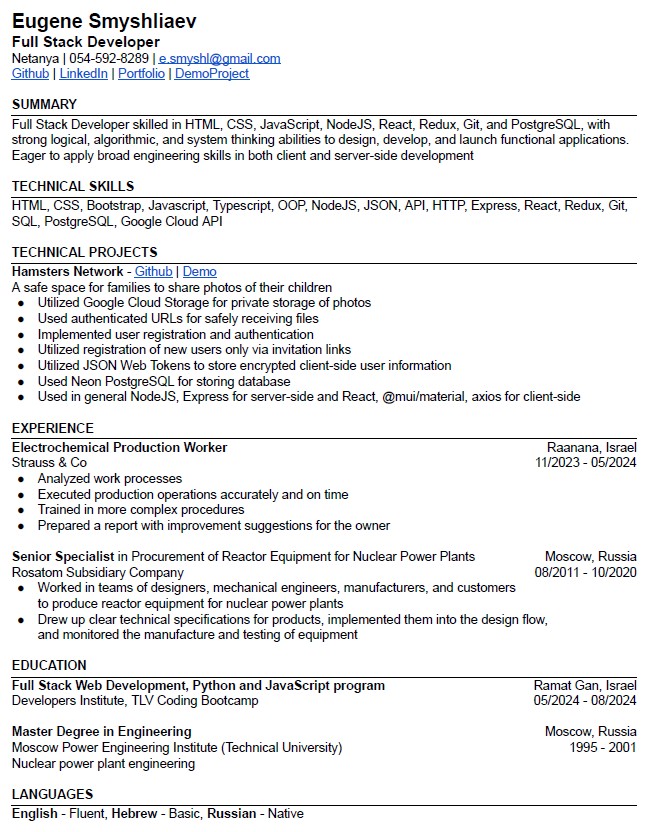 Eugene Smyshliaev
Full Stack Developer
Netanya | 054-592-8289 | e.smyshl@gmail.com
Github | LinkedIn | Portfolio | DemoProject
SUMMARY
Full Stack Developer skilled in HTML, CSS, JavaScript, NodeJS, React, Redux, Git, and PostgreSQL, with
strong logical, algorithmic, and system thinking abilities to design, develop, and launch functional applications.
Eager to apply broad engineering skills in both client and server-side development
TECHNICAL SKILLS
HTML, CSS, Bootstrap, Javascript, Typescript, OOP, NodeJS, JSON, API, HTTP, Express, React, Redux, Git,
SQL, PostgreSQL, Google Cloud API
TECHNICAL PROJECTS
Hamsters Network - Github | Demo
A safe space for families to share photos of their children
● Utilized Google Cloud Storage for private storage of photos
● Used authenticated URLs for safely receiving files
● Implemented user registration and authentication
● Utilized registration of new users only via invitation links
● Utilized JSON Web Tokens to store encrypted client-side user information
● Used Neon PostgreSQL for storing database
● Used in general NodeJS, Express for server-side and React, @mui/material, axios for client-side
EXPERIENCE
Electrochemical Production Worker Raanana, Israel
Strauss & Co 11/2023 - 05/2024
● Analyzed work processes
● Executed production operations accurately and on time
● Trained in more complex procedures
● Prepared a report with improvement suggestions for the owner
Senior Specialist in Procurement of Reactor Equipment for Nuclear Power Plants Moscow, Russia
Rosatom Subsidiary Company 08/2011 - 10/2020
● Worked in teams of designers, mechanical engineers, manufacturers, and customers
to produce reactor equipment for nuclear power plants
● Drew up clear technical specifications for products, implemented them into the design flow,
and monitored the manufacture and testing of equipment
EDUCATION
Full Stack Web Development, Python and JavaScript program Ramat Gan, Israel
Developers Institute, TLV Coding Bootcamp 05/2024 - 08/2024
Master Degree in Engineering Moscow, Russia
Moscow Power Engineering Institute (Technical University) 1995 - 2001
Nuclear power plant engineering
LANGUAGES
English - Fluent, Hebrew - Basic, Russian - Native